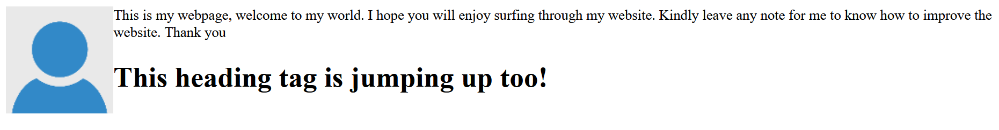 This is my webpage, welcome to my world. I hope you will enjoy surfing through my website. Kindly leave any note for me to know how to improve the
website. Thank you
This heading tag is jumping up too!